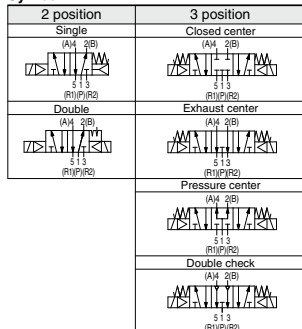 2 position
3 position
Single
(A)4 2(B)
5 1 3
(R1)(P)(R2)
Double
(A)4 2(B)
5 1 3
(R1)(P)(R2)
Closed center
(A)4 2(B)
5 1 3
(R1)(P)(R2)
Exhaust center
(A)4 2(B)
5 1 3
(R1)(P)(R2)
Pressure center
(A)4 2(B)
5 1 3
(R1)(P)(R2)
Double check
(A)4 2(B)
5 1 3
(R1)(P)(R2)